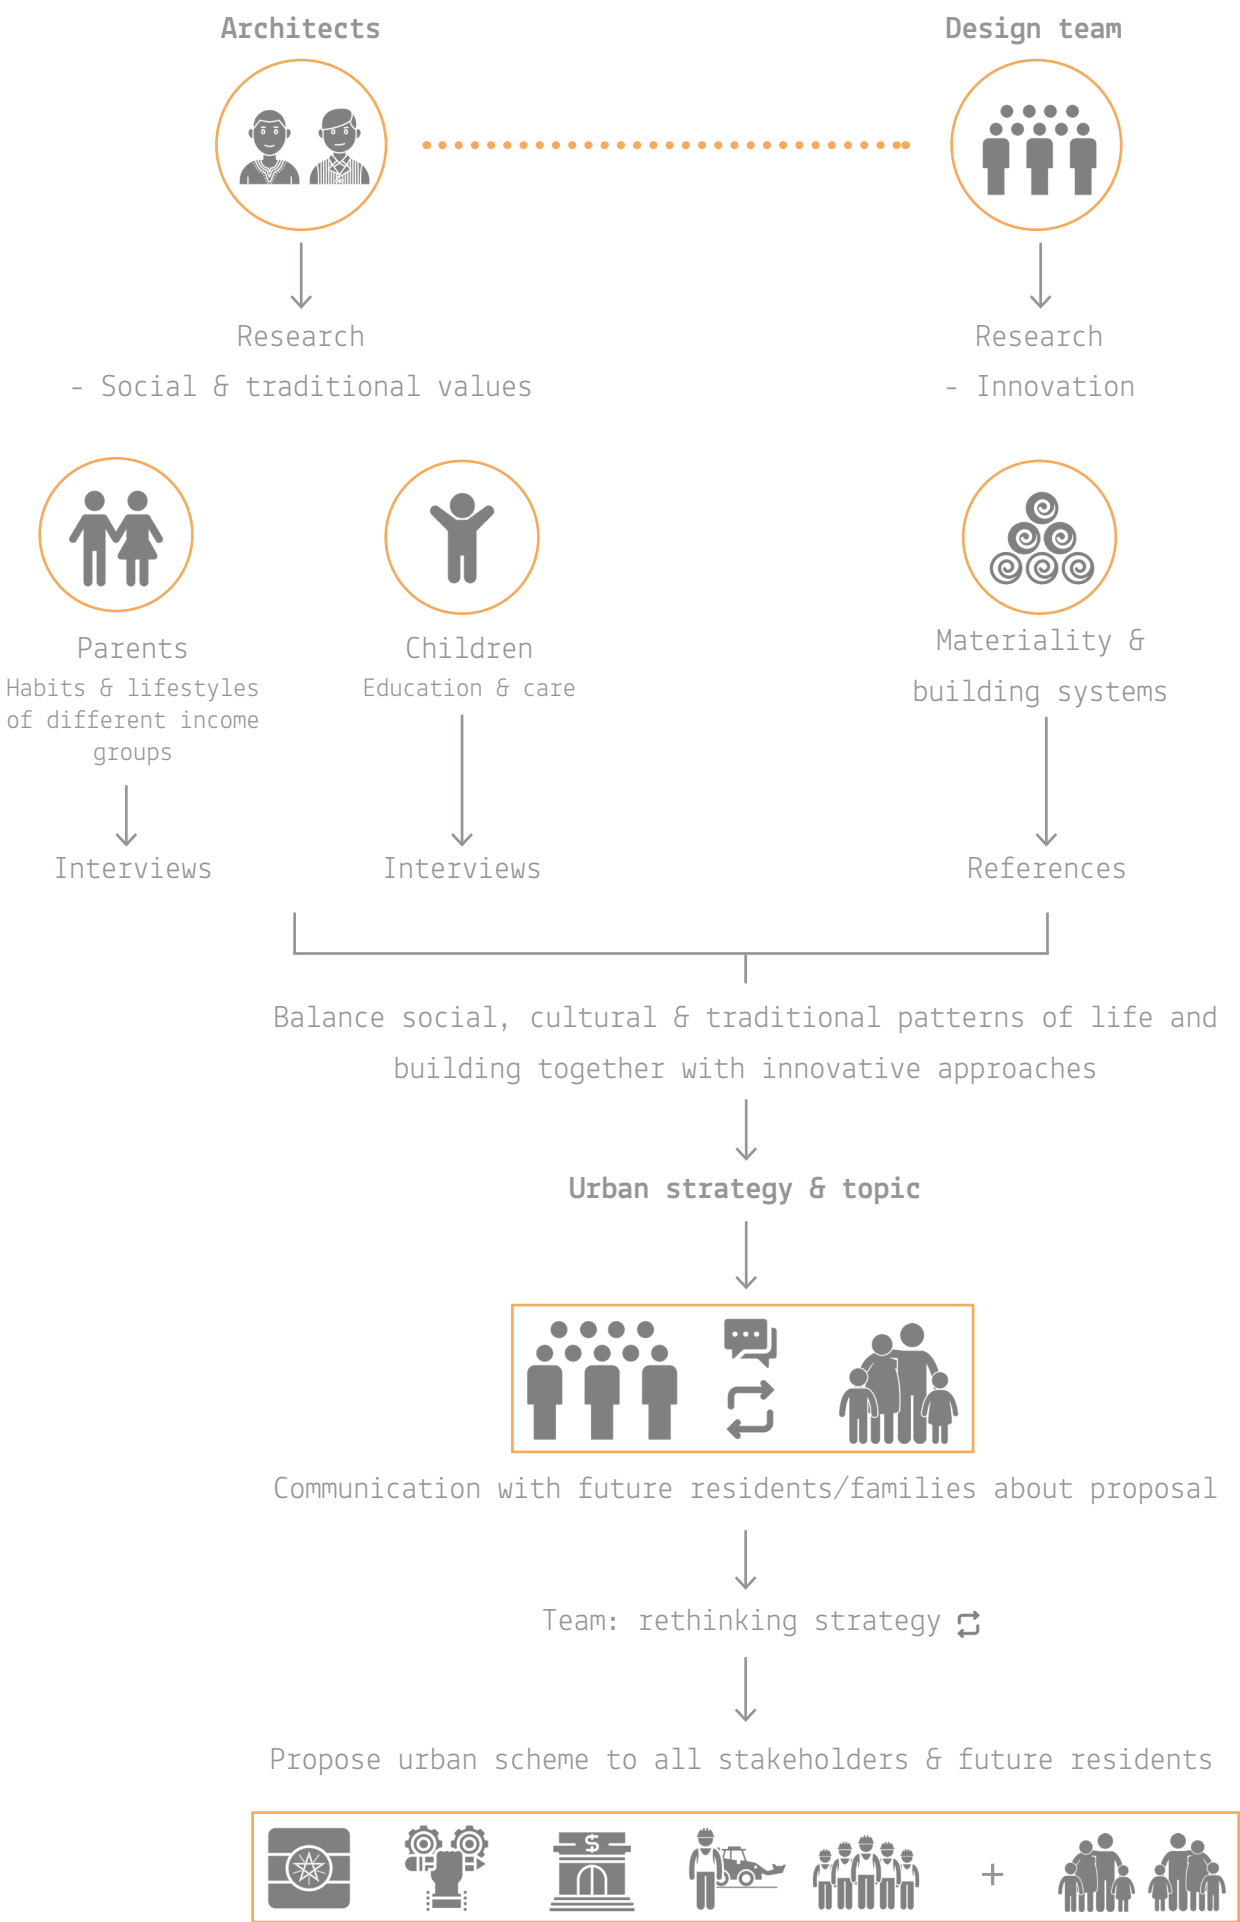 Architects
Design team
Research
- Social & traditional values
Research
- Innovation
Parents
Habits & lifestyles
of different income
groups
Children
Education & care
Materiality &
building systems
Interviews
Interviews
References
Balance social, cultural & traditional patterns of life and
building together with innovative approaches
Urban strategy & topic
Communication with future residents/families about proposal
Team: rethinking strategy
Propose urban scheme to all stakeholders & future residents
$
+